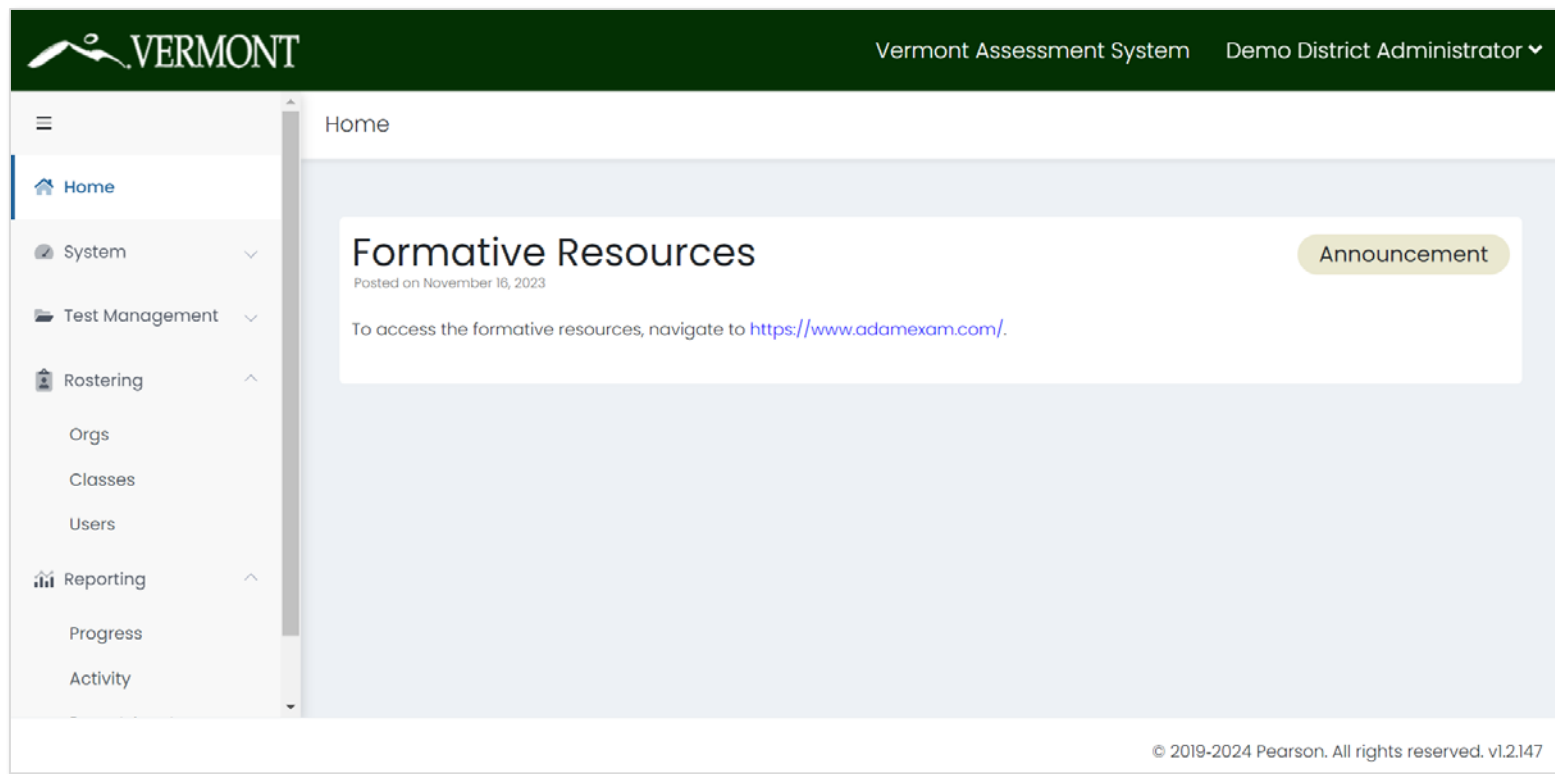 VERMONT
Vermont Assessment System Demo District Administrator
Home
Home
System
Test Management
Rostering
Orgs
Classes
Users
Reporting
Progress
Activity
Formative Resources
Announcement
Posted on November 16, 2023
To access the formative resources, navigate to https://www.adamexam.com/.
© 2019-2024 Pearson. All rights reserved. v1.2.147